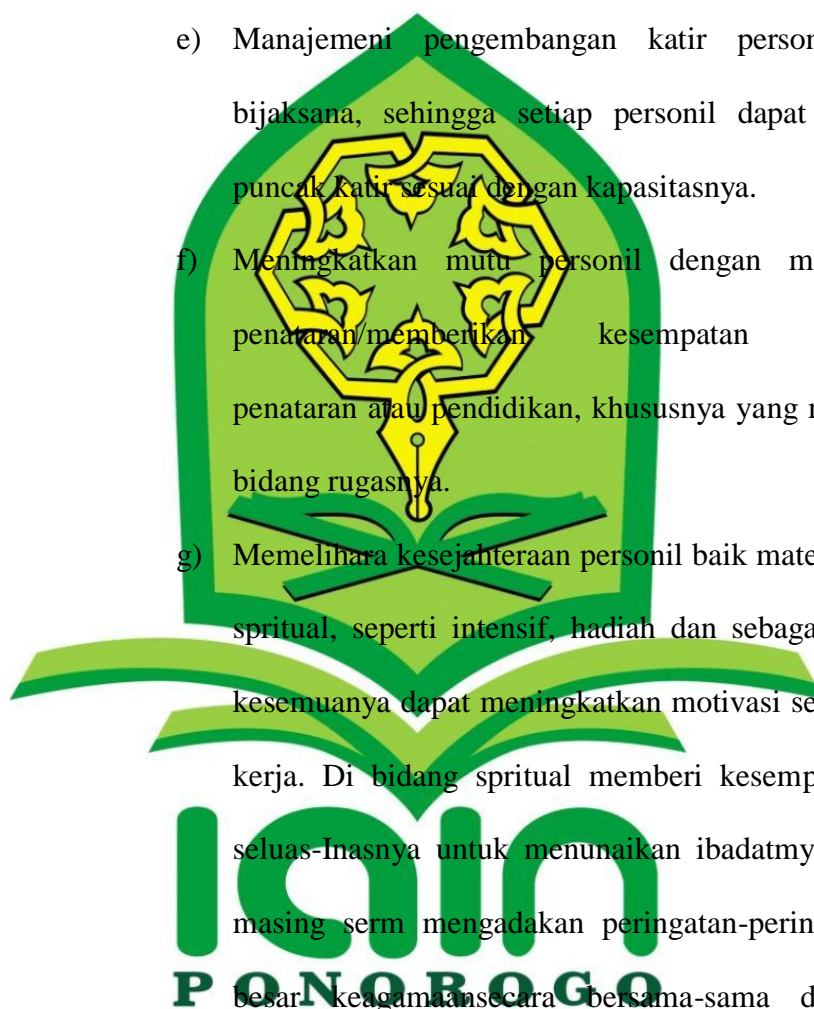 e) Manajemeni pengembangan katir person
bijaksana, sehingga setiap personil dapat
puncak katir sesuai dengan kapasitasnya.
f) Meningkatkan mutu personil dengan m
penataran/memberikan kesempatan
penataran atau pendidikan, khususnya yang
bidang rugasnya.
g) Memelihara kesejahteraan personil baik mate
spritual, seperti intensif, hadiah dan sebaga
kesemuanya dapat meningkatkan motivasi se
kerja. Di bidang spritual memberi kesemp
seluas-Inasnya untuk menunaikan ibadatmy
masing serm mengadakan peringatan-perin
besar keagamaansecara bersama-sama d
iain
PONOROGO